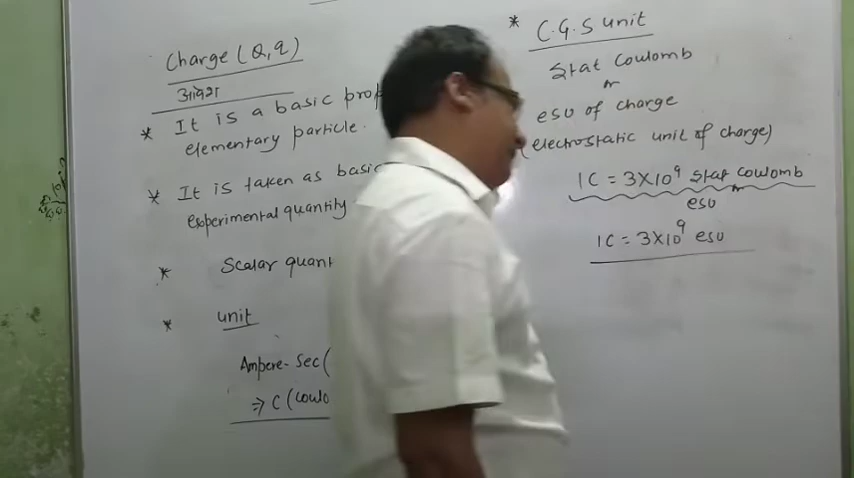 Charge (Q,q)
आवेश
* It is a basic prop
elementary particle.
* It is taken as basic
experimental quantity
* Scalar quant
* unit
Ampere-Sec(
⇒ C (coulo
* C.G.S unit
Stat Coulomb
or
esu of charge
(electrostatic unit of charge)
1C = 3×10⁹ Stat coulomb
or
esu
1C = 3×10⁹ esu